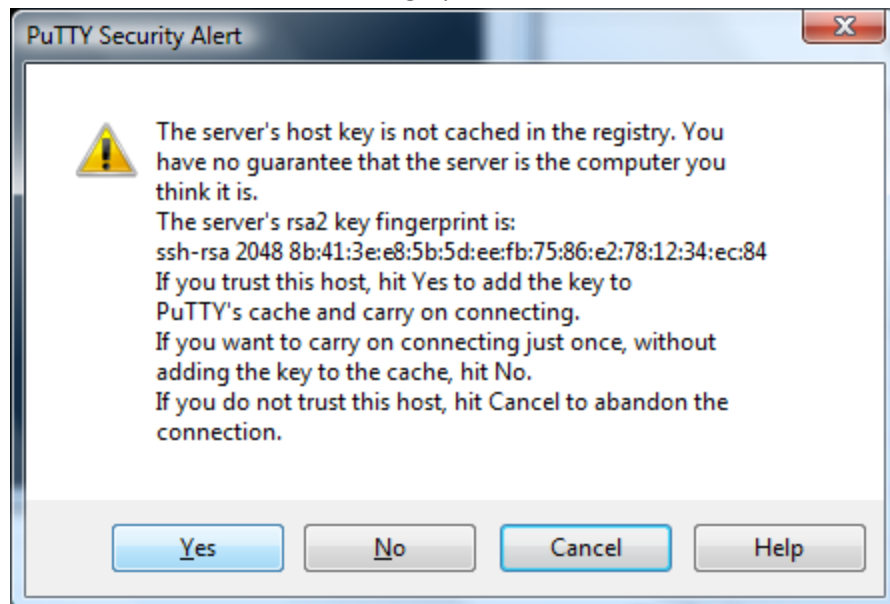 PuTTY Security Alert
The server's host key is not cached in the registry. You
have no guarantee that the server is the computer you
think it is.
The server's rsa2 key fingerprint is:
ssh-rsa 2048 8b:41:3e:e8:5b:5d:ee:fb:75:86:e2:78:12:34:ec:84
If you trust this host, hit Yes to add the key to
PuTTY's cache and carry on connecting.
If you want to carry on connecting just once, without
adding the key to the cache, hit No.
If you do not trust this host, hit Cancel to abandon the
connection.
Yes No Cancel Help